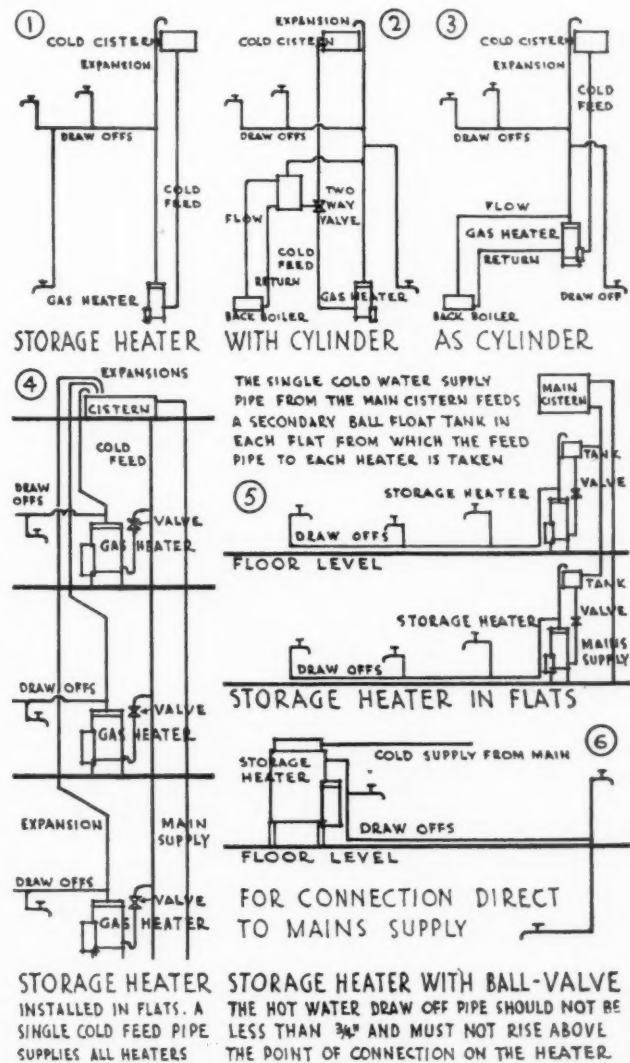 1
COLD CISTERN
EXPANSION
DRAW OFFS
COLD
FEED
GAS HEATER
STORAGE HEATER
2
EXPANSION
COLD CISTERN
DRAW OFFS
FLOW
TWO
WAY
VALVE
COLD
FEED
RETURN
BACK BOILER
GAS HEATER
WITH CYLINDER
3
COLD CISTERN
EXPANSION
COLD
FEED
DRAW OFFS
FLOW
GAS HEATER
RETURN
BACK BOILER
DRAW OFF
AS CYLINDER
4
EXPANSIONS
CISTERN
COLD
FEED
DRAW
OFFS
VALVE
GAS HEATER
DRAW OFFS
VALVE
GAS HEATER
EXPANSION
MAIN
SUPPLY
DRAW OFFS
VALVE
GAS HEATER
STORAGE HEATER
INSTALLED IN FLATS. A
SINGLE COLD FEED PIPE
SUPPLIES ALL HEATERS
THE SINGLE COLD WATER SUPPLY
PIPE FROM THE MAIN CISTERN FEEDS
A SECONDARY BALL FLOAT TANK IN
EACH FLAT FROM WHICH THE FEED
PIPE TO EACH HEATER IS TAKEN
MAIN
CISTERN
5
TANK
STORAGE HEATER
VALVE
DRAW OFFS
FLOOR LEVEL
TANK
STORAGE HEATER
VALVE
MAINS
SUPPLY
DRAW OFFS
STORAGE HEATER IN FLATS
6
COLD SUPPLY FROM MAIN
STORAGE
HEATER
DRAW OFFS
FLOOR LEVEL
FOR CONNECTION DIRECT
TO MAINS SUPPLY
STORAGE HEATER WITH BALL-VALVE
THE HOT WATER DRAW OFF PIPE SHOULD NOT BE
LESS THAN 3/4" AND MUST NOT RISE ABOVE
THE POINT OF CONNECTION ON THE HEATER